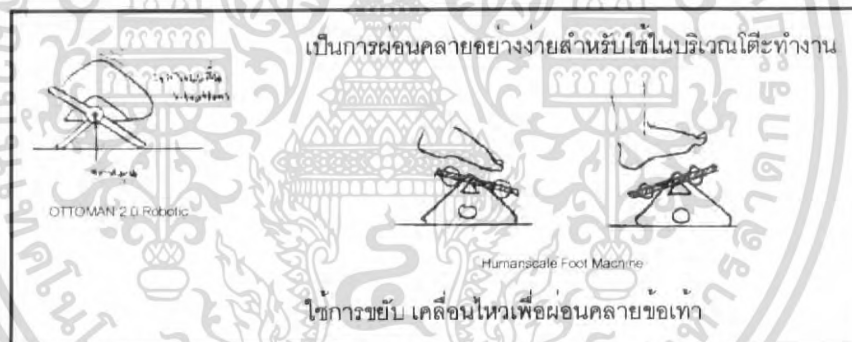 เป็นการผ่อนคลายอย่างง่ายสำหรับใช้ในบริเวณโต๊ะทำงาน
vibrations
OTTOMAN 2.0 Robotic
Humanscale Foot Machine
ใช้การขยับ เคลื่อนไหวเพื่อผ่อนคลายข้อเท้า